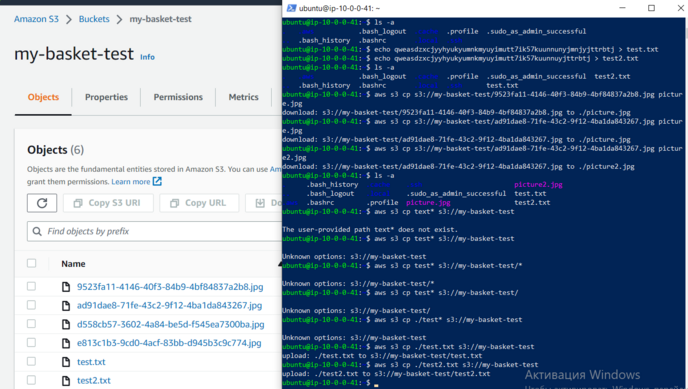 Amazon S3 > Buckets > my-basket-test
my-basket-test Info
Objects Properties Permissions Metrics
Objects (6)
Objects are the fundamental entities stored in Amazon S3. You can use Am
grant them permissions. Learn more
Copy S3 URI Copy URL Do
Find objects by prefix
Name
9523fa11-4146-40f3-84b9-4bf84837a2b8.jpg
ad91dae8-71fe-43c2-9f12-4ba1da843267.jpg
d558cb57-3602-4a84-be5d-f545ea7300ba.jpg
e813c1b3-9cd0-4acf-83bb-d945b3c9c774.jpg
test.txt
test2.txt
ubuntu@ip-10-0-0-41: ~
ubuntu@ip-10-0-0-41:~$ ls -a
.bash_logout .profile .sudo_as_admin_successful
.bash_history .bashrc
ubuntu@ip-10-0-0-41:~$ echo > test.txt
ubuntu@ip-10-0-0-41:~$ echo > test2.txt
ubuntu@ip-10-0-0-41:~$ ls -a
.bash_logout .profile .sudo_as_admin_successful test2.txt
.bash_history .bashrc test.txt
ubuntu@ip-10-0-0-41:~$ aws s3 cp s3://my-basket-test/9523fa11-4146-40f3-84b9-4bf84837a2b8.jpg pictur
e.jpg
download: s3://my-basket-test/9523fa11-4146-40f3-84b9-4bf84837a2b8.jpg to ./picture.jpg
ubuntu@ip-10-0-0-41:~$ aws s3 cp s3://my-basket-test/ad91dae8-71fe-43c2-9f12-4ba1da843267.jpg pictur
e.jpg
download: s3://my-basket-test/ad91dae8-71fe-43c2-9f12-4ba1da843267.jpg to ./picture.jpg
ubuntu@ip-10-0-0-41:~$ aws s3 cp s3://my-basket-test/ad91dae8-71fe-43c2-9f12-4ba1da843267.jpg pictur
e2.jpg
download: s3://my-basket-test/ad91dae8-71fe-43c2-9f12-4ba1da843267.jpg to ./picture2.jpg
ubuntu@ip-10-0-0-41:~$ ls -a
.bash_history picture2.jpg
.bash_logout .sudo_as_admin_successful test.txt
.bashrc .profile picture.jpg test2.txt
ubuntu@ip-10-0-0-41:~$ aws s3 cp text* s3://my-basket-test
The user-provided path text* does not exist.
ubuntu@ip-10-0-0-41:~$ aws s3 cp test* s3://my-basket-test
Unknown options: s3://my-basket-test
ubuntu@ip-10-0-0-41:~$ aws s3 cp test* s3://my-basket-test/*
Unknown options: s3://my-basket-test/*
ubuntu@ip-10-0-0-41:~$ aws s3 cp test* s3://my-basket-test/
Unknown options: s3://my-basket-test/
ubuntu@ip-10-0-0-41:~$ aws s3 cp ./test* s3://my-basket-test
Unknown options: s3://my-basket-test
ubuntu@ip-10-0-0-41:~$ aws s3 cp ./test.txt s3://my-basket-test
upload: ./test.txt to s3://my-basket-test/test.txt
ubuntu@ip-10-0-0-41:~$ aws s3 cp ./test2.txt s3://my-basket-test
upload: ./test2.txt to s3://my-basket-test/test2.txt
ubuntu@ip-10-0-0-41:~$
Активация Windows